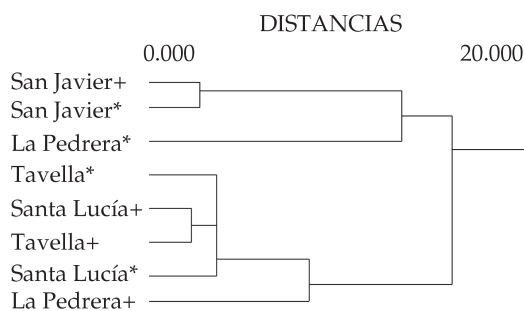 DISTANCIAS
0.000 20.000
San Javier+
San Javier*
La Pedrera*
Tavella*
Santa Lucía+
Tavella+
Santa Lucía*
La Pedrera+